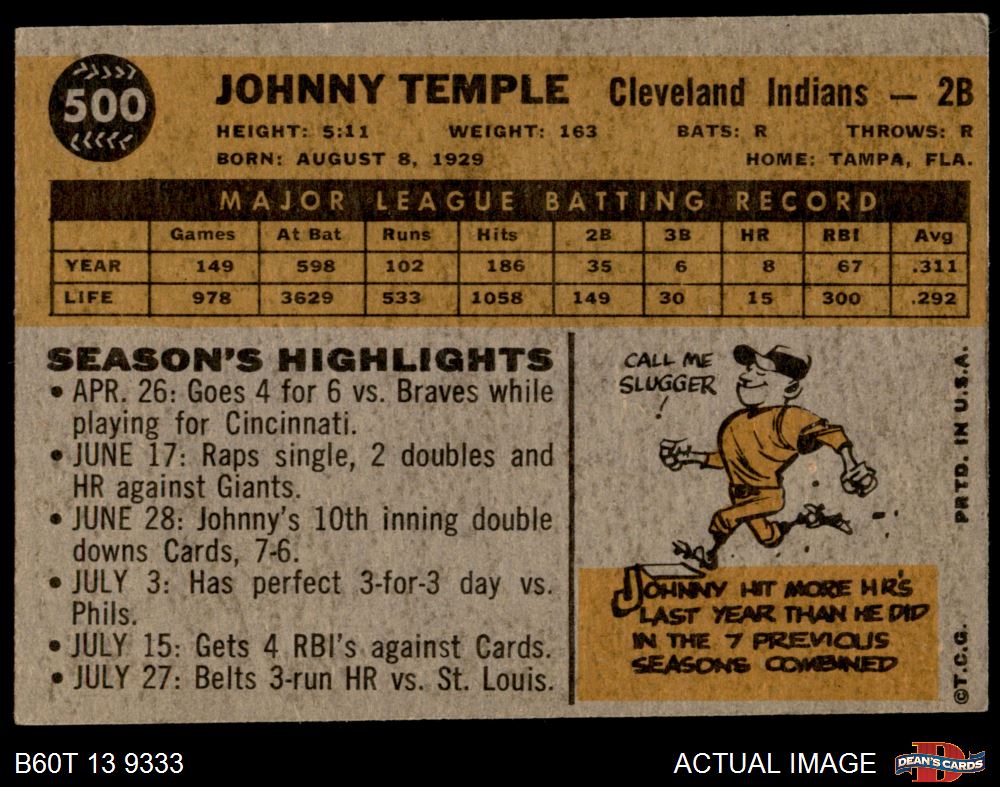 500
JOHNNY TEMPLE Cleveland Indians — 2B
HEIGHT: 5:11 WEIGHT: 163 BATS: R THROWS: R
BORN: AUGUST 8, 1929 HOME: TAMPA, FLA.
MAJOR LEAGUE BATTING RECORD
Games At Bat Runs Hits 2B 3B HR RBI Avg
YEAR 149 598 102 186 35 6 8 67 .311
LIFE 978 3629 533 1058 149 30 15 300 .292
SEASON'S HIGHLIGHTS
• APR. 26: Goes 4 for 6 vs. Braves while
playing for Cincinnati.
• JUNE 17: Raps single, 2 doubles and
HR against Giants.
• JUNE 28: Johnny's 10th inning double
downs Cards, 7-6.
• JULY 3: Has perfect 3-for-3 day vs.
Phils.
• JULY 15: Gets 4 RBI's against Cards.
• JULY 27: Belts 3-run HR vs. St. Louis.
CALL ME
SLUGGER
!
JOHNNY HIT MORE HR'S
LAST YEAR THAN HE DID
IN THE 7 PREVIOUS
SEASONS COMBINED
©T.C.G. PRTD. IN U.S.A.
B60T 13 9333
ACTUAL IMAGE
DEAN'S CARDS